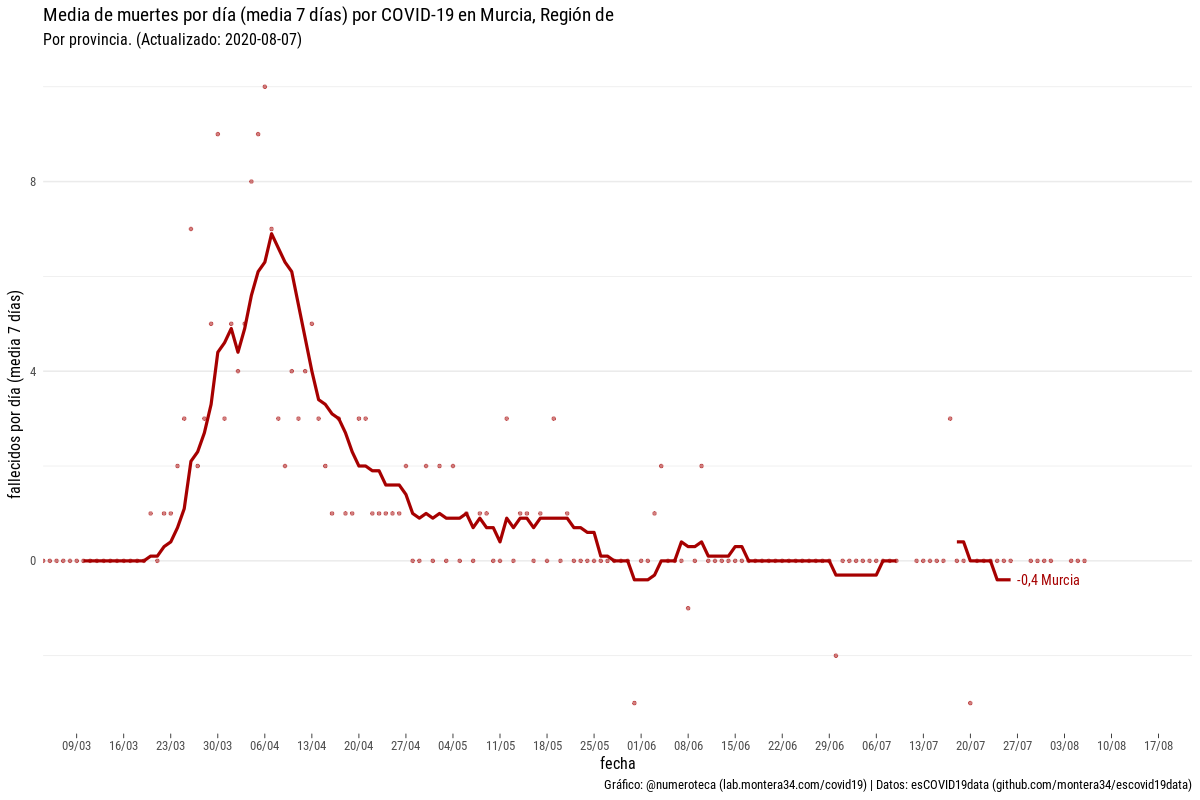 Media de muertes por día (media 7 días) por COVID-19 en Murcia, Región de
Por provincia. (Actualizado: 2020-08-07)
fallecidos por día (media 7 días)
8
4
0
-0,4 Murcia
09/03 16/03 23/03 30/03 06/04 13/04 20/04 27/04 04/05 11/05 18/05 25/05 01/06 08/06 15/06 22/06 29/06 06/07 13/07 20/07 27/07 03/08 10/08 17/08
fecha
Gráfico: @numeroteca (lab.montera34.com/covid19) | Datos: esCOVID19data (github.com/montera34/escovid19data)